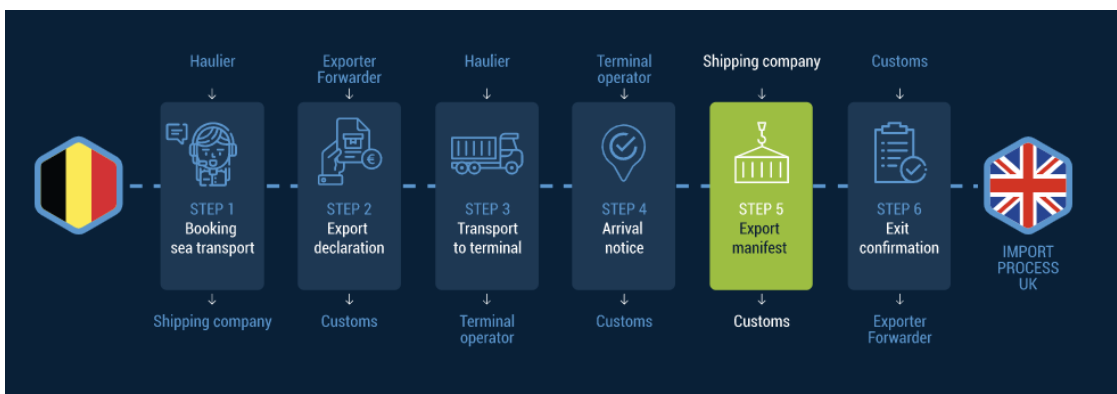 Haulier
Exporter
Forwarder
Haulier
Terminal
operator
Shipping company
Customs
STEP 1
Booking
sea transport
STEP 2
Export
declaration
STEP 3
Transport
to terminal
STEP 4
Arrival
notice
STEP 5
Export
manifest
STEP 6
Exit
confirmation
IMPORT
PROCESS
UK
Shipping company
Customs
Terminal
operator
Customs
Customs
Exporter
Forwarder